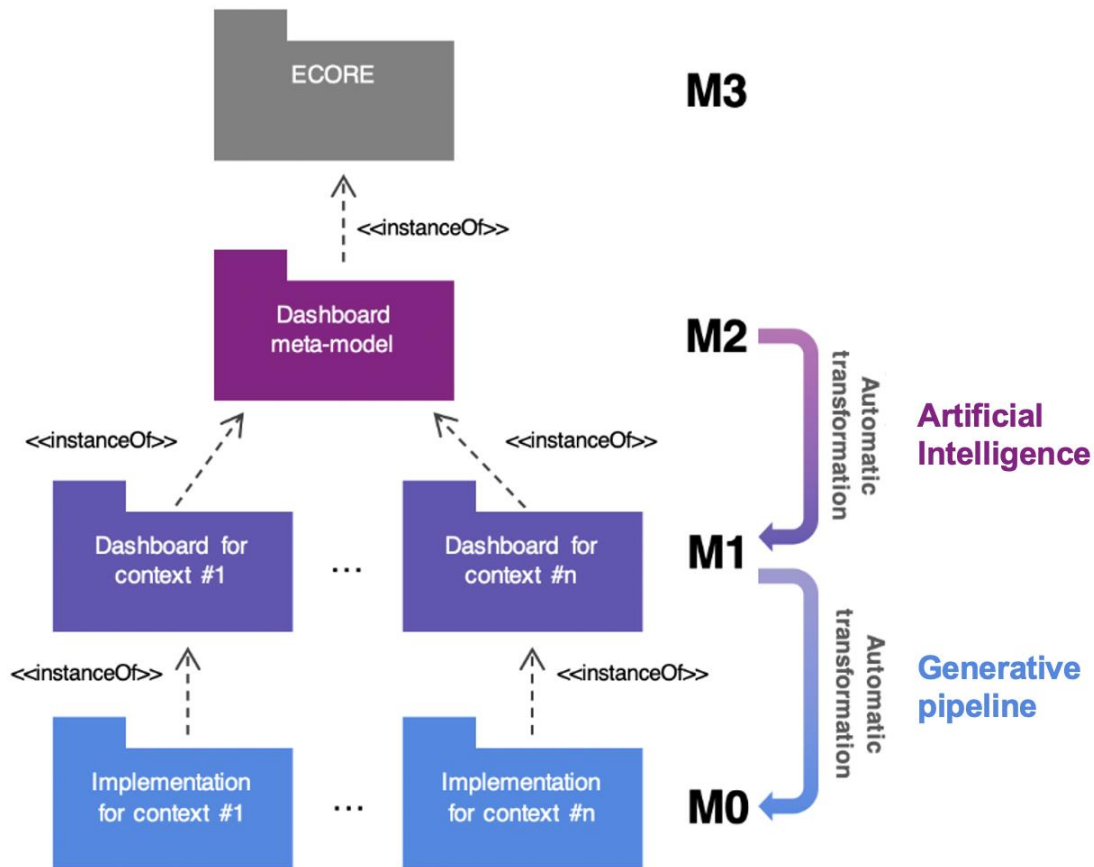 ECORE
M3
<<instanceOf>>
Dashboard
meta-model
M2
Automatic
transformation
Artificial
Intelligence
<<instanceOf>>
<<instanceOf>>
Dashboard for
context #1
...
Dashboard for
context #n
M1
<<instanceOf>>
<<instanceOf>>
Automatic
transformation
Generative
pipeline
Implementation
for context #1
...
Implementation
for context #n
M0